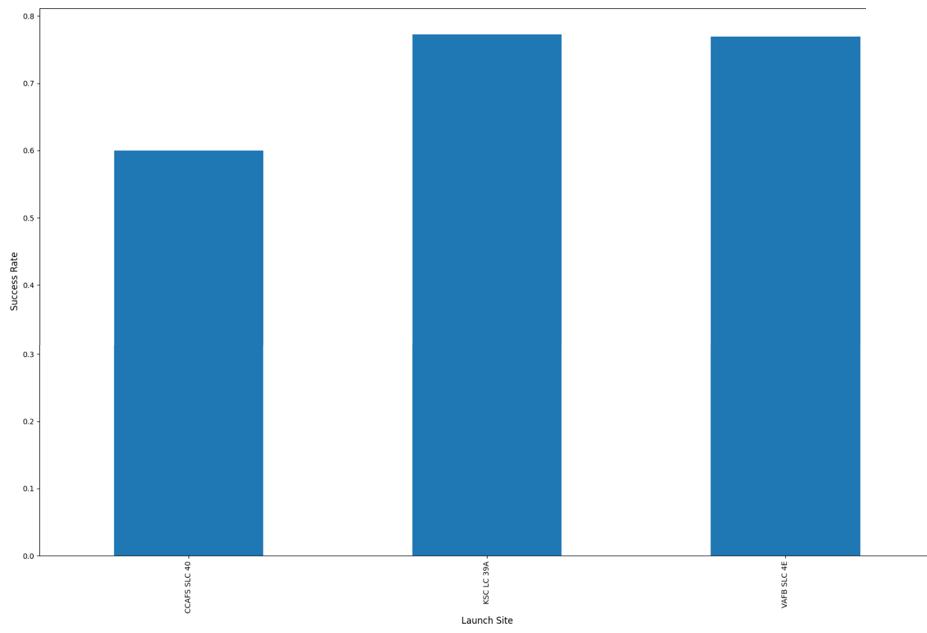 0.8
0.7
0.6
0.5
0.4
0.3
0.2
0.1
0.0
Success Rate
CCAFS SLC 40
KSC LC 39A
VAFB SLC 4E
Launch Site